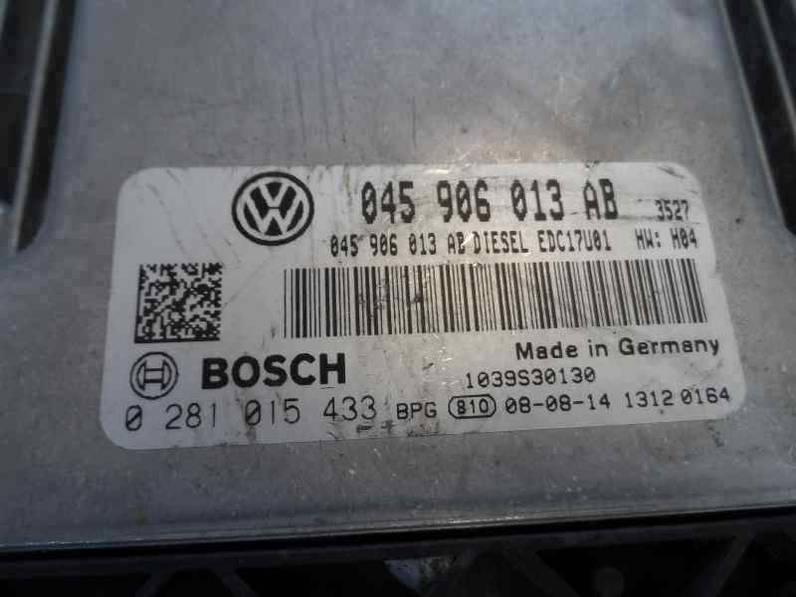 045 906 013 AB 3527
045 906 013 AB DIESEL EDC17U01 HW: H04
Made in Germany
BOSCH
1039S30130
0 281 015 433 BPG 810 08-08-14 1312 0164